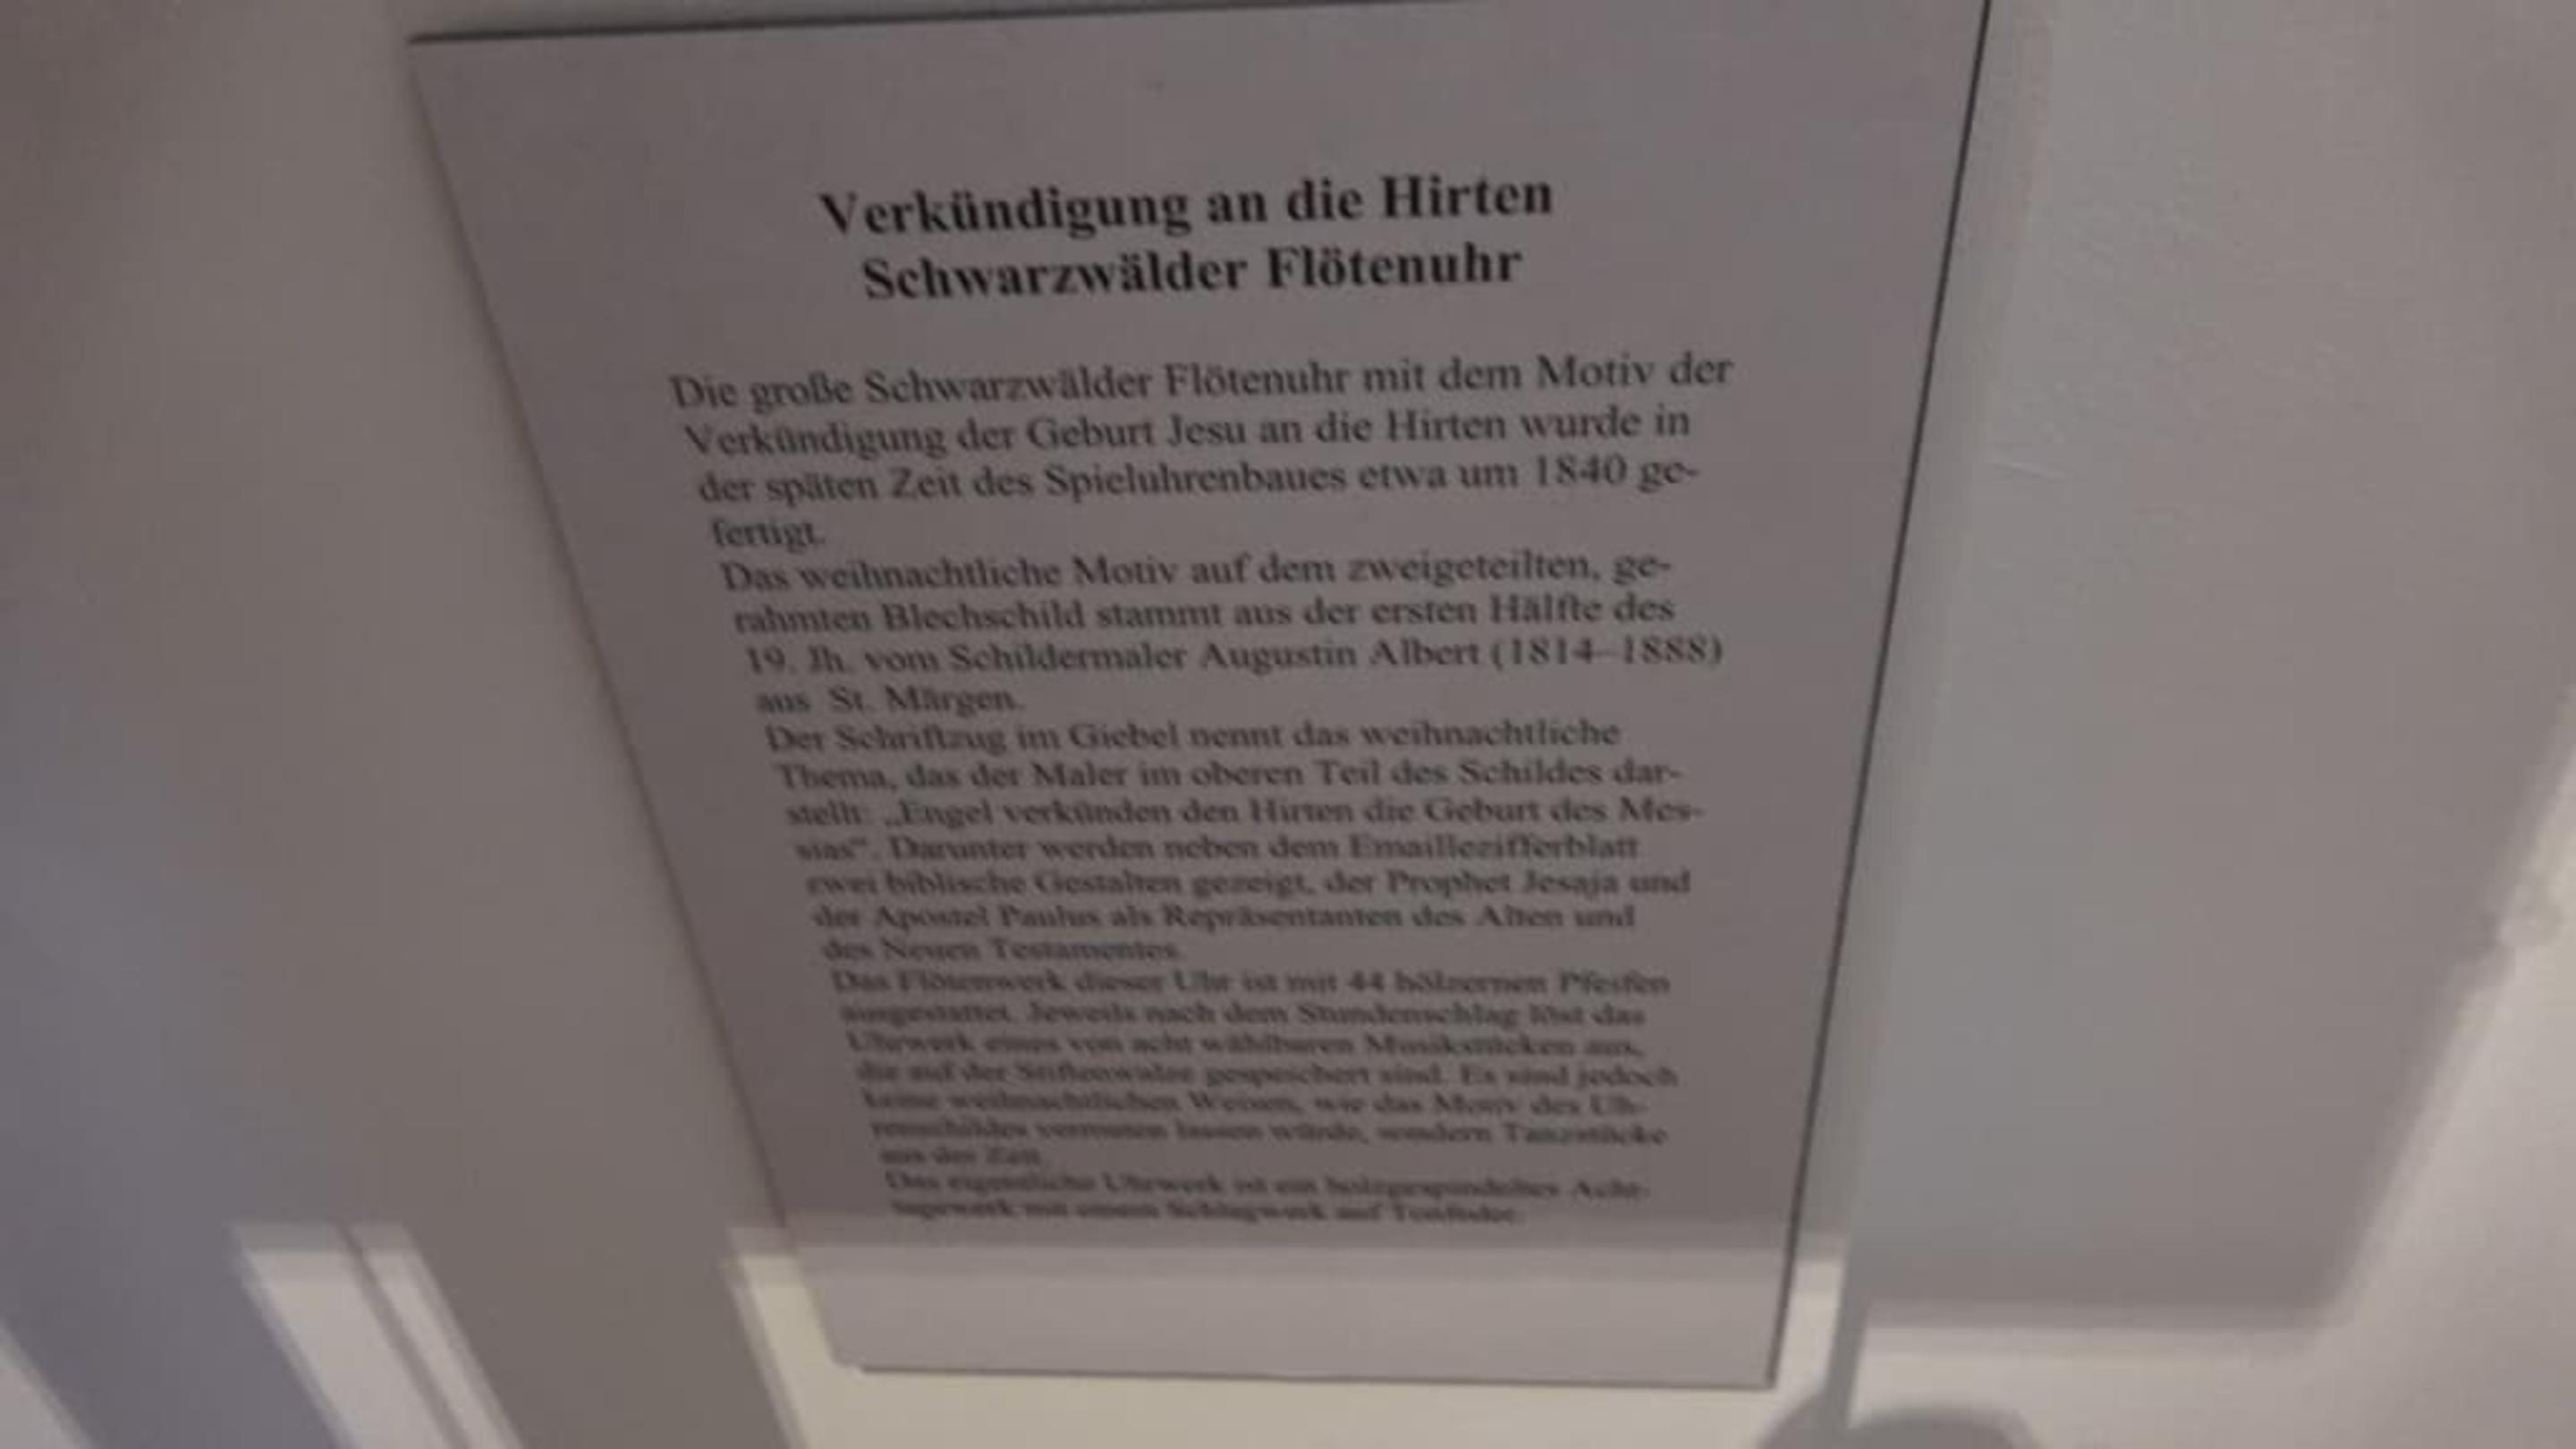 Verkündigung an die Hirten
Schwarzwälder Flötenuhr
Die große Schwarzwälder Flötenuhr mit dem Motiv der
Verkündigung der Geburt Jesu an die Hirten wurde in
der späten Zeit des Spieluhrenbaues etwa um 1840 ge-
fertigt.
Das weihnachtliche Motiv auf dem zweigeteilten, ge-
rahmten Blechschild stammt aus der ersten Hälfte des
19. Jh. vom Schildermaler Augustin Albert (1814–1888)
aus St. Märgen.
Der Schriftzug im Giebel nennt das weihnachtliche
Thema, das der Maler im oberen Teil des Schildes dar-
stellt: „Engel verkünden den Hirten die Geburt des Mes-
sias“. Darunter werden neben dem Emaillezifferblatt
zwei biblische Gestalten gezeigt, der Prophet Jesaja und
der Apostel Paulus als Repräsentanten des Alten und
des Neuen Testamentes.
Das Flötenwerk dieser Uhr ist mit 44 hölzernen Pfeifen
ausgestattet. Jeweils nach dem Stundenschlag löst das
Uhrwerk eines von acht wählbaren Musikstücken aus,
die auf der Stiftenwalze gespeichert sind. Es sind jedoch
keine weihnachtlichen Weisen, wie das Motiv des Uh-
renschildes vermuten lassen würde, sondern Tanzstücke
aus der Zeit.
Das eigentliche Uhrwerk ist ein holzgespindeltes Acht-
tagewerk mit einem Schlagwerk auf Tonfeder.